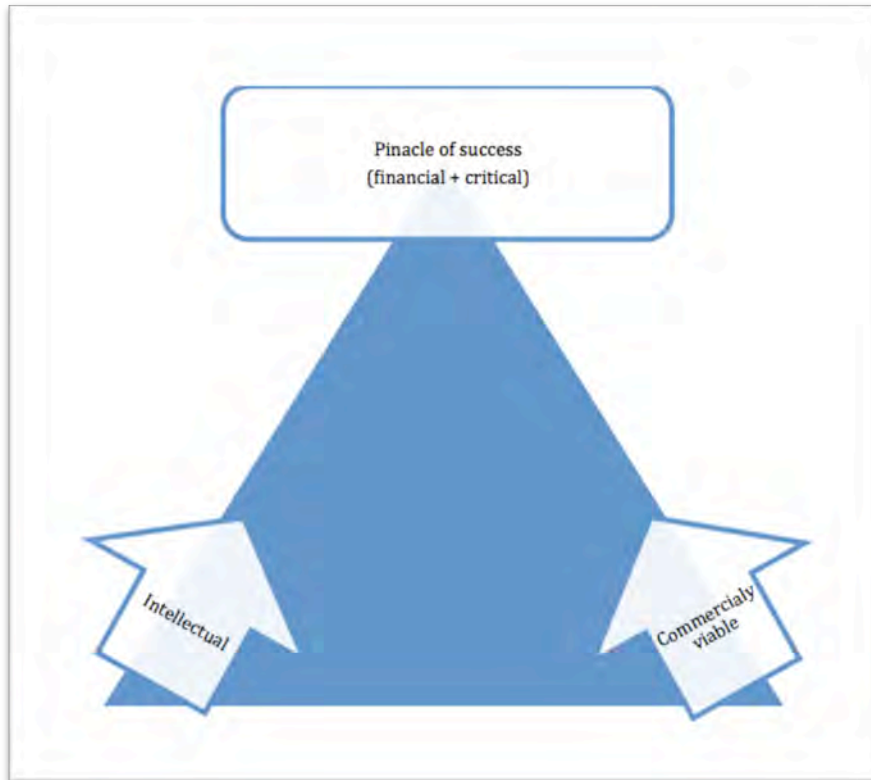 Pinacle of success
(financial + critical)
Intellectual
Commercialy
viable